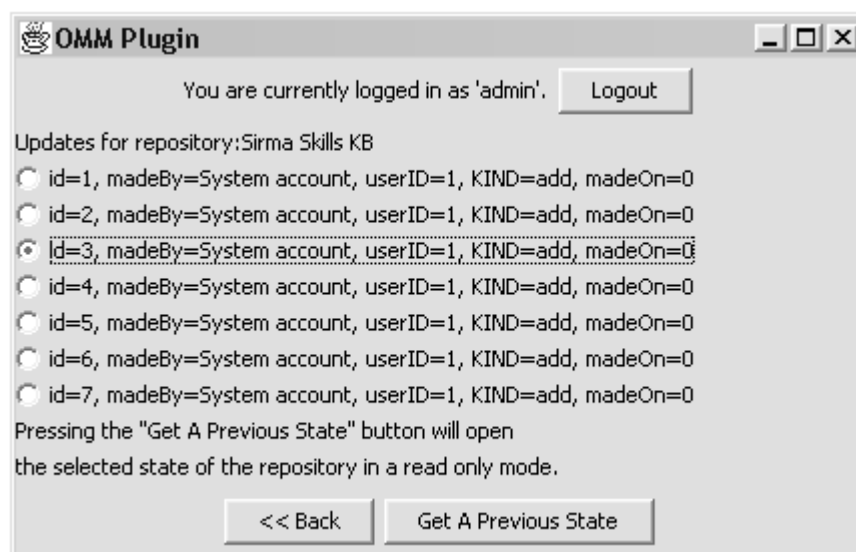 OMM Plugin
You are currently logged in as 'admin'. Logout
Updates for repository:Sirma Skills KB
id=1, madeBy=System account, userID=1, KIND=add, madeOn=0
id=2, madeBy=System account, userID=1, KIND=add, madeOn=0
id=3, madeBy=System account, userID=1, KIND=add, madeOn=0
id=4, madeBy=System account, userID=1, KIND=add, madeOn=0
id=5, madeBy=System account, userID=1, KIND=add, madeOn=0
id=6, madeBy=System account, userID=1, KIND=add, madeOn=0
id=7, madeBy=System account, userID=1, KIND=add, madeOn=0
Pressing the "Get A Previous State" button will open
the selected state of the repository in a read only mode.
<< Back Get A Previous State